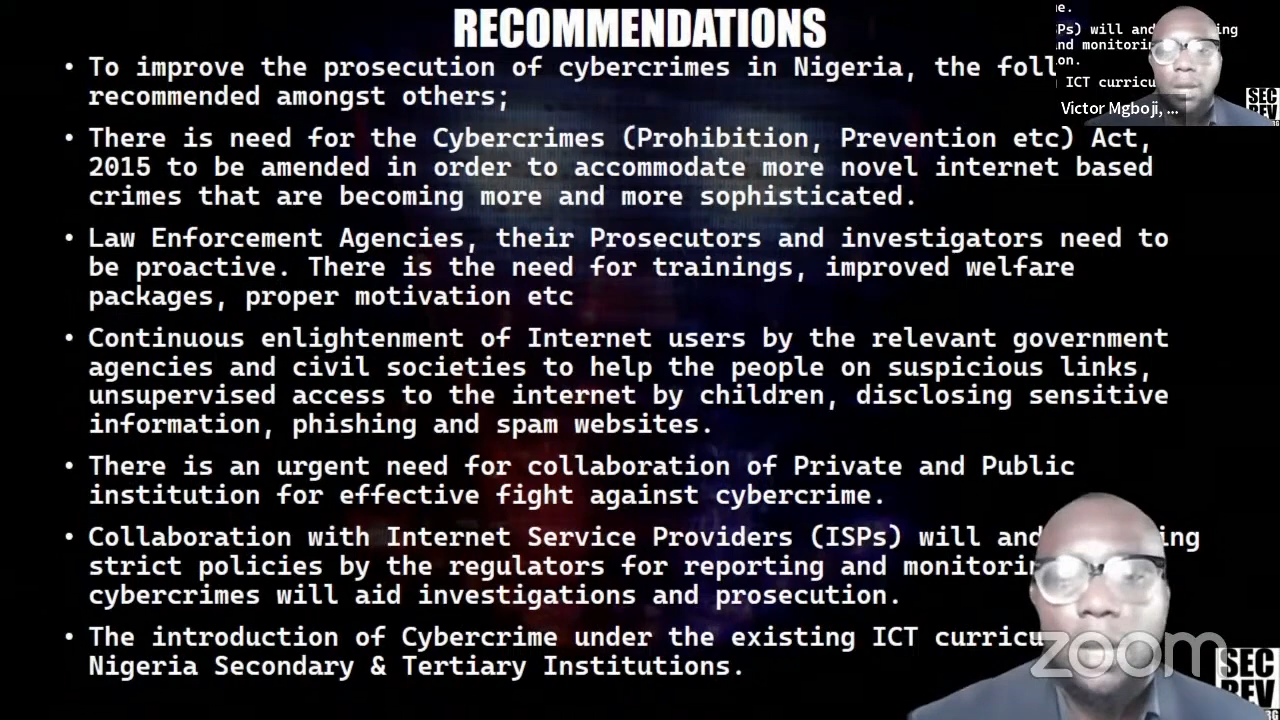 RECOMMENDATIONS
• To improve the prosecution of cybercrimes in Nigeria, the
recommended amongst others;
• There is need for the Cybercrimes (Prohibition, Prevention etc) Act,
2015 to be amended in order to accommodate more novel internet based
crimes that are becoming more and more sophisticated.
• Law Enforcement Agencies, their Prosecutors and investigators need to
be proactive. There is the need for trainings, improved welfare
packages, proper motivation etc
• Continuous enlightenment of Internet users by the relevant government
agencies and civil societies to help the people on suspicious links,
unsupervised access to the internet by children, disclosing sensitive
information, phishing and spam websites.
• There is an urgent need for collaboration of Private and Public
institution for effective fight against cybercrime.
• Collaboration with Internet Service Providers (ISPs) will and
strict policies by the regulators for reporting and
cybercrimes will aid investigations and prosecution.
• The introduction of Cybercrime under the existing ICT
Nigeria Secondary & Tertiary Institutions.
will and
ICT
Victor Mgboji, ...
SEC
REV
zoom
SEC
REV